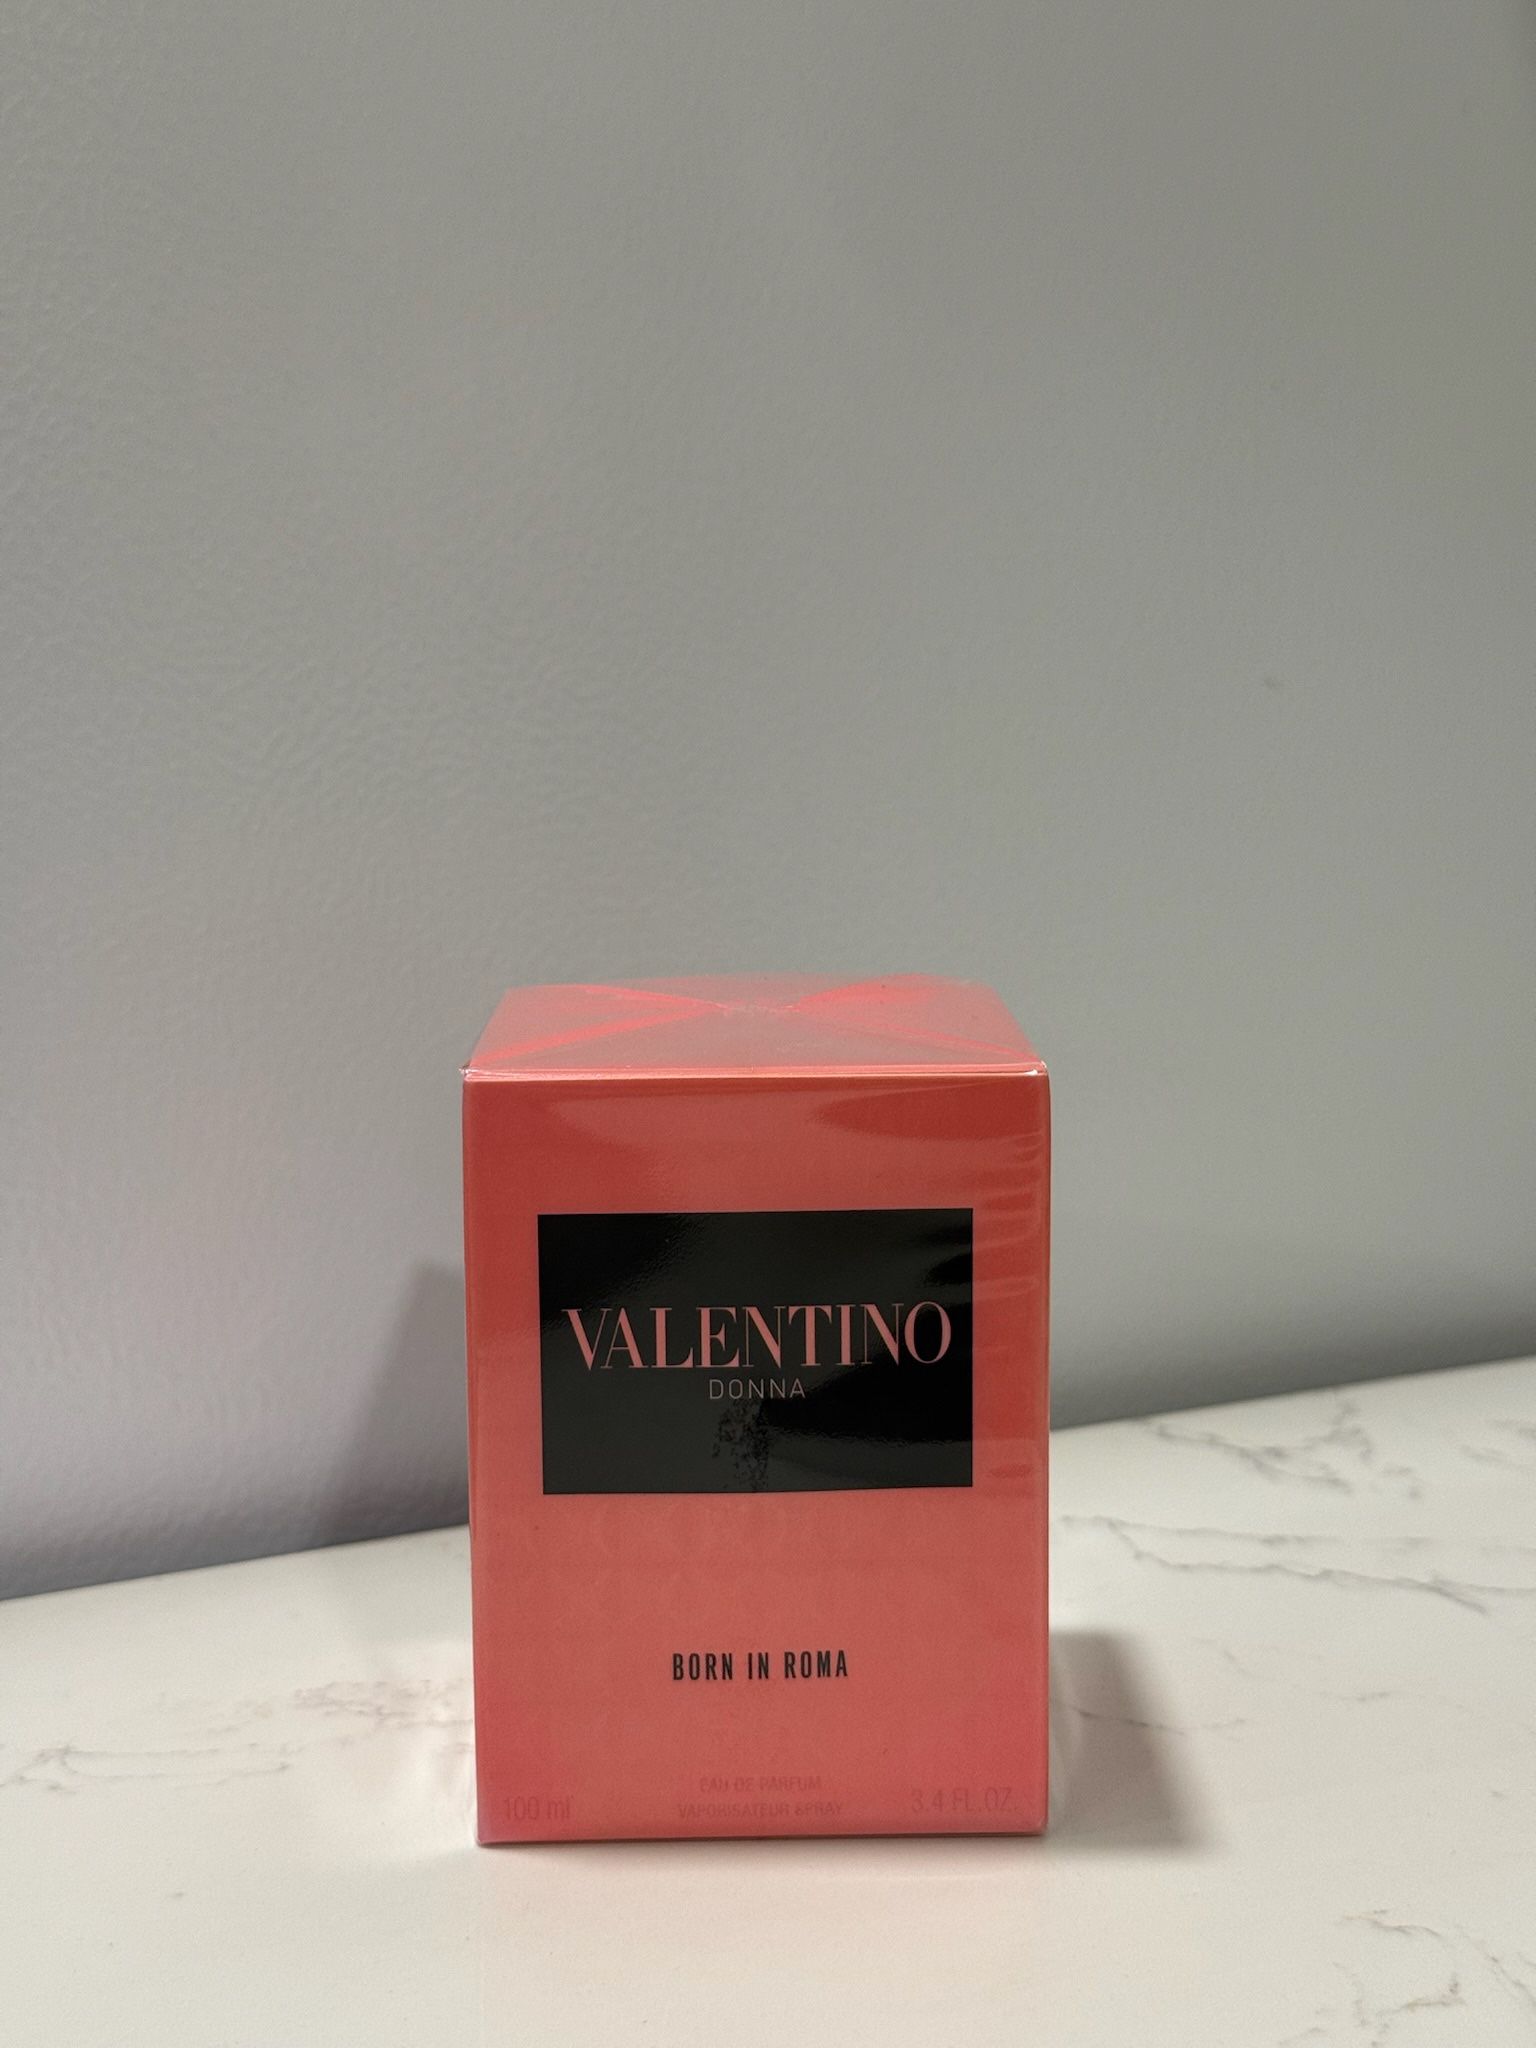 VALENTINO
DONNA
BORN IN ROMA
EAU DE PARFUM
100 ml VAPORISATEUR SPRAY 3.4 FL.OZ.